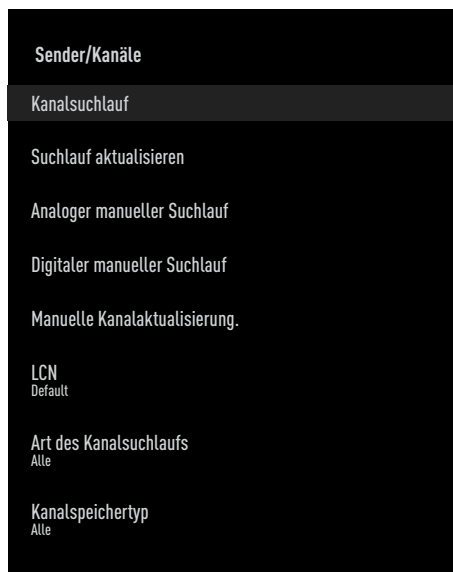 Sender/Kanäle
Kanalsuchlauf
Suchlauf aktualisieren
Analoger manueller Suchlauf
Digitaler manueller Suchlauf
Manuelle Kanalaktualisierung.
LCN
Default
Art des Kanalsuchlaufs
Alle
Kanalspeichertyp
Alle